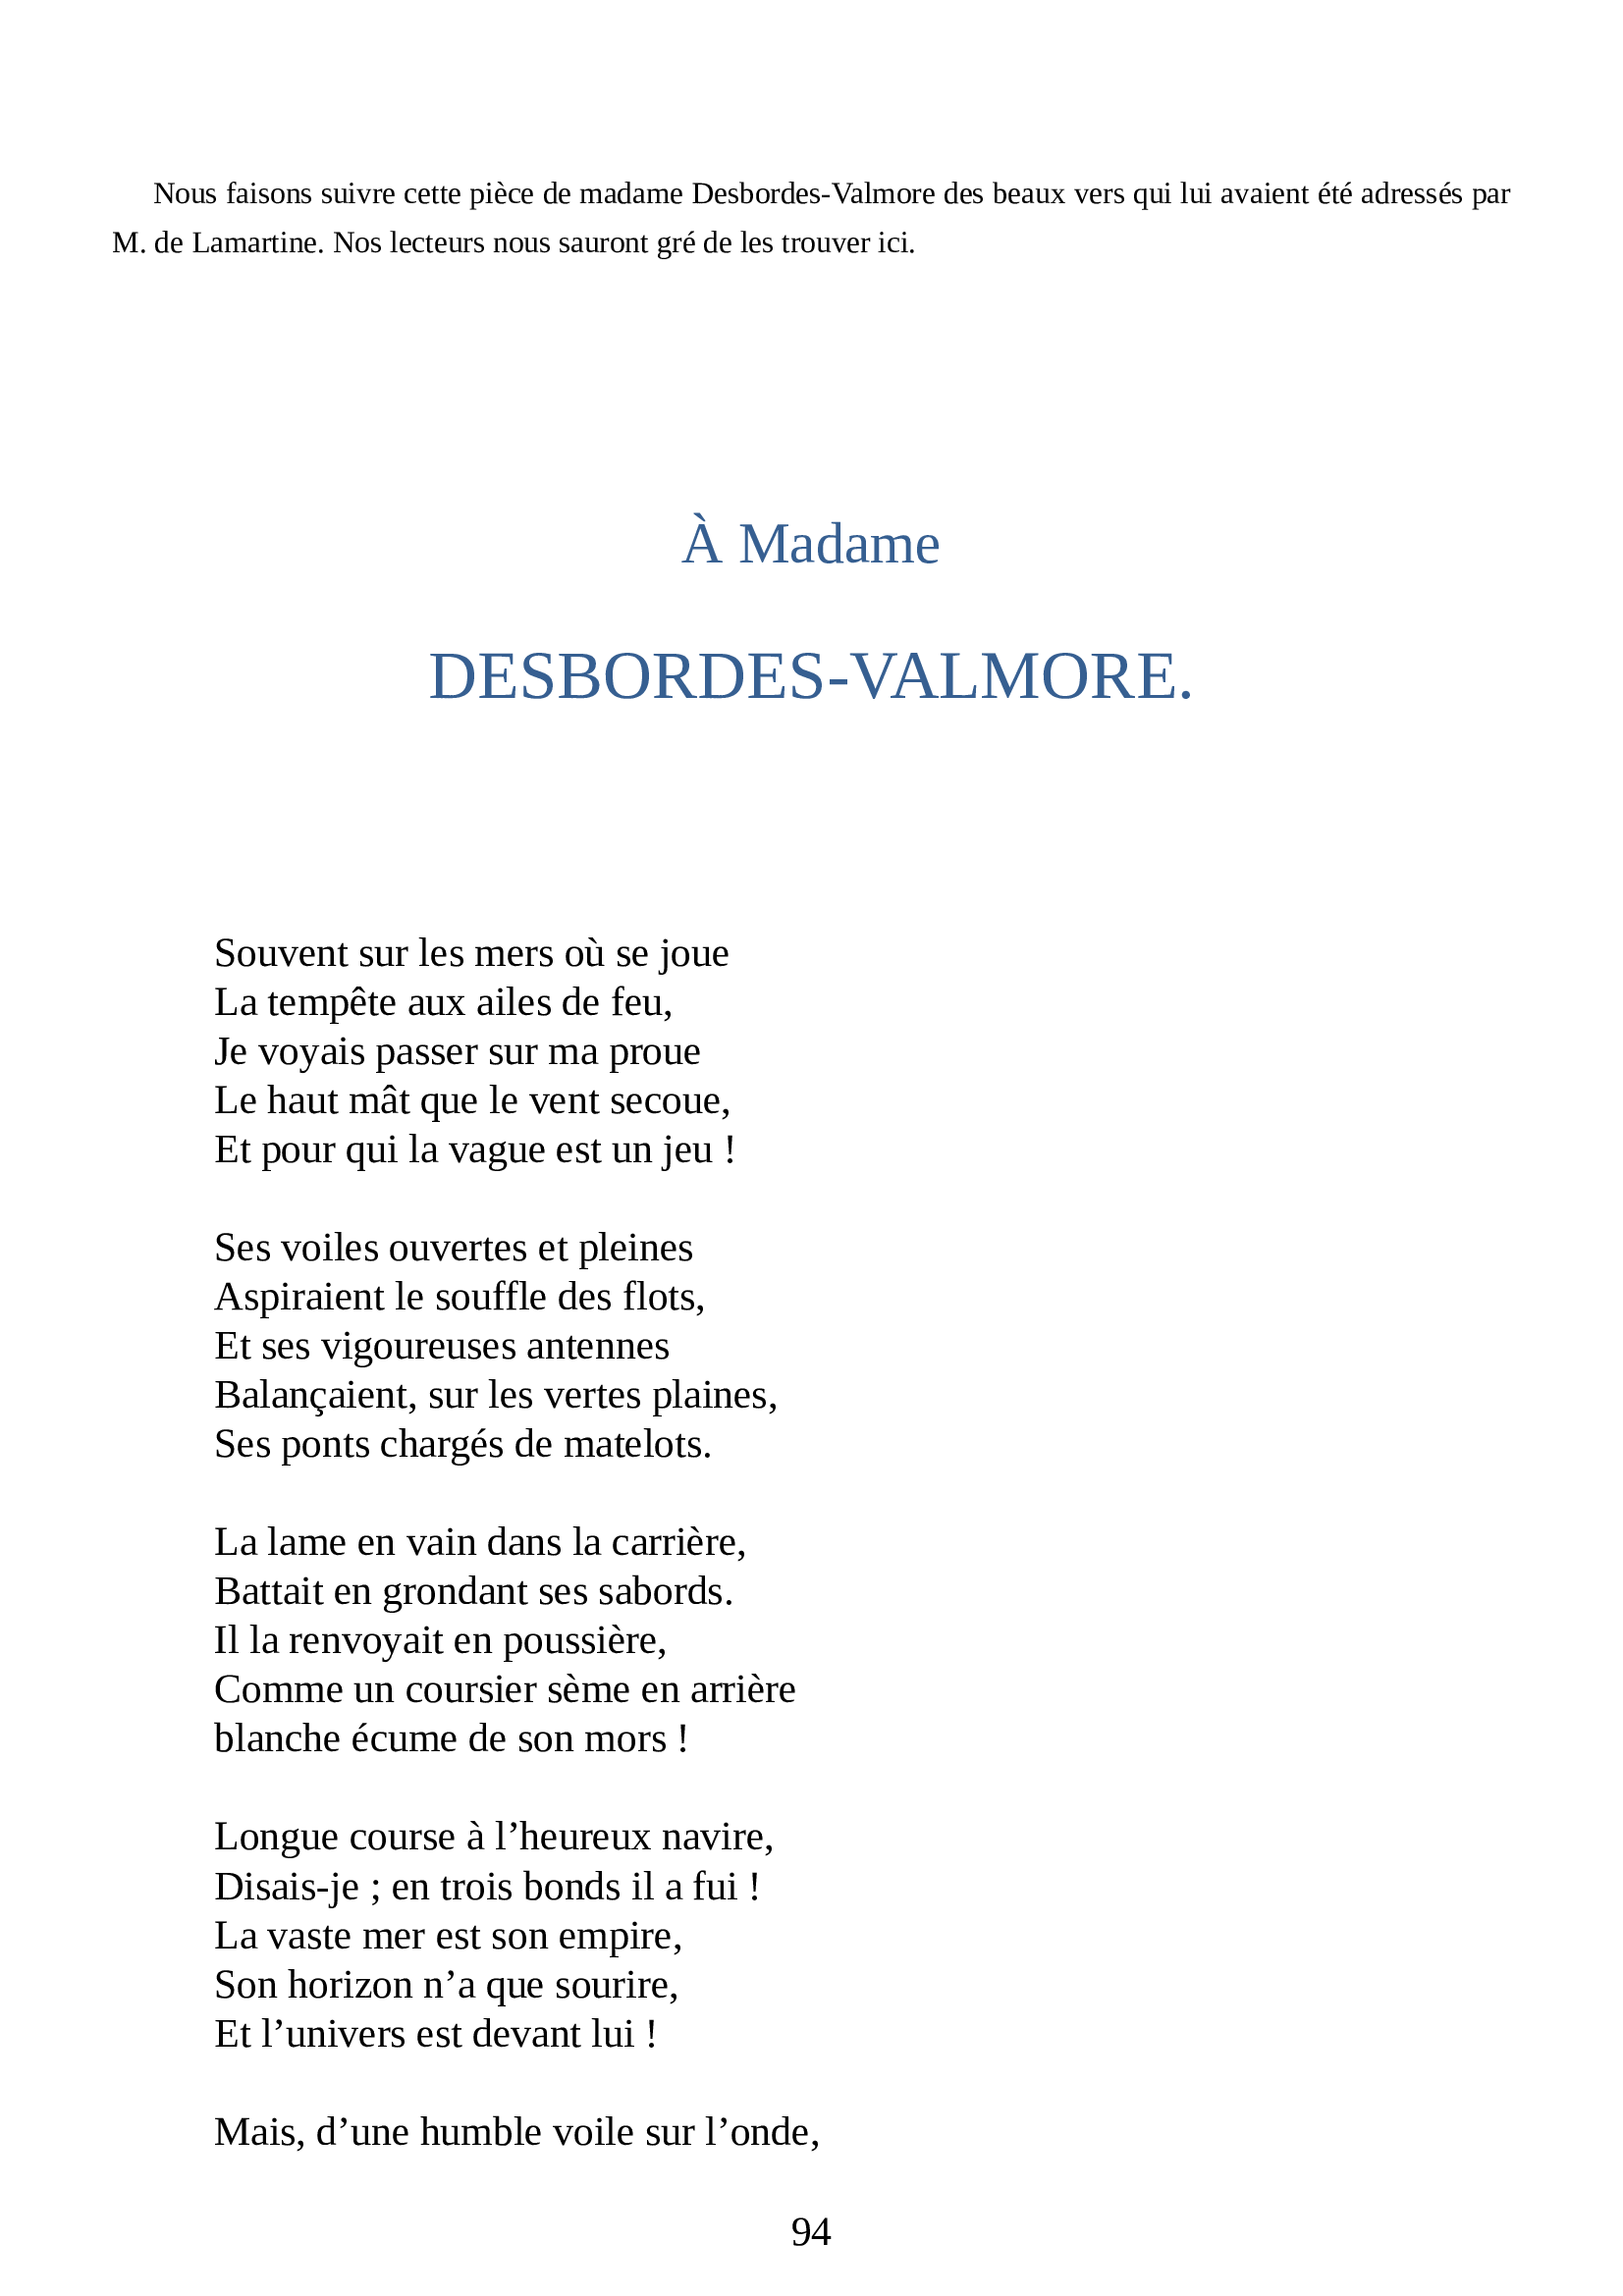 Nous faisons suivre cette pièce de madame Desbordes-Valmore des beaux vers qui lui avaient été adressés par
M. de Lamartine. Nos lecteurs nous sauront gré de les trouver ici.
À Madame
DESBORDES-VALMORE.
Souvent sur les mers où se joue
La tempête aux ailes de feu,
Je voyais passer sur ma proue
Le haut mât que le vent secoue,
Et pour qui la vague est un jeu !
Ses voiles ouvertes et pleines
Aspiraient le souffle des flots,
Et ses vigoureuses antennes
Balançaient, sur les vertes plaines,
Ses ponts chargés de matelots.
La lame en vain dans la carrière,
Battait en grondant ses sabords.
Il la renvoyait en poussière,
Comme un coursier sème en arrière
blanche écume de son mors !
Longue course à l’heureux navire,
Disais-je ; en trois bonds il a fui !
La vaste mer est son empire,
Son horizon n’a que sourire,
Et l’univers est devant lui !
Mais, d’une humble voile sur l’onde,
94